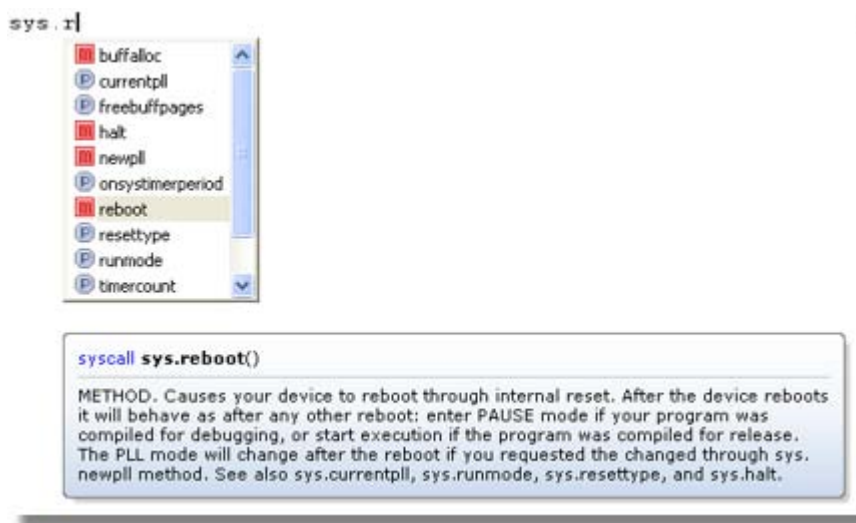 sys.r
m buffalloc
P currentpll
P freebuffpages
m halt
m newpll
P onsystimerperiod
m reboot
P resettype
P runmode
P timercount
syscall sys.reboot()
METHOD. Causes your device to reboot through internal reset. After the device reboots
it will behave as after any other reboot: enter PAUSE mode if your program was
compiled for debugging, or start execution if the program was compiled for release.
The PLL mode will change after the reboot if you requested the changed through sys.
newpll method. See also sys.currentpll, sys.runmode, sys.resettype, and sys.halt.